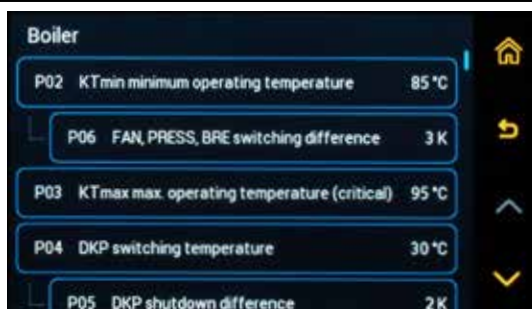 Boiler
P02 KTmin minimum operating temperature 85 °C
P06 FAN, PRESS, BRE switching difference 3 K
P03 KTmax max. operating temperature (critical) 95 °C
P04 DKP switching temperature 30 °C
P05 DKP shutdown difference 2 K